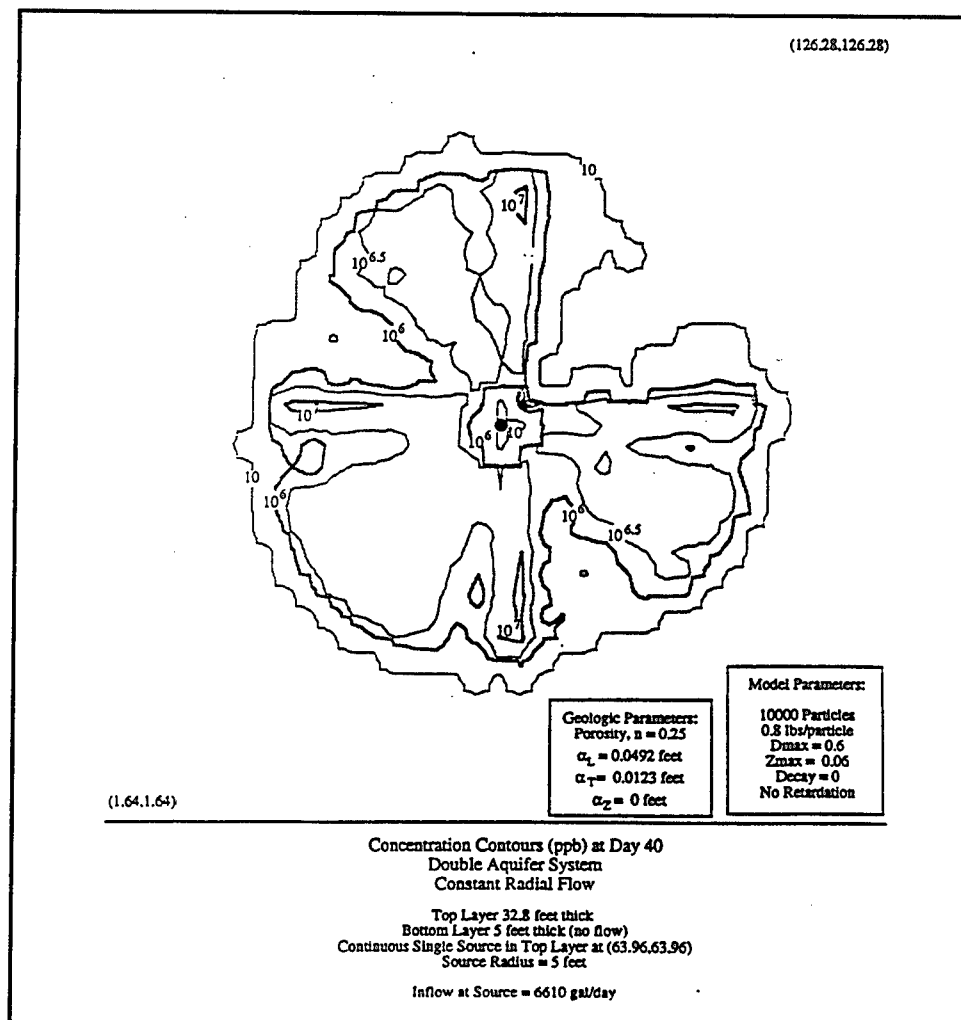 (126.28,126.28)
10
10^7
10^6.5
10^6
10^6
10
10
10^6
10^6
10^6.5
10^7
Model Parameters:
10000 Particles
0.8 lbs/particle
Dmax = 0.6
Zmax = 0.06
Decay = 0
No Retardation
Geologic Parameters:
Porosity, n = 0.25
α_L = 0.0492 feet
α_T = 0.0123 feet
α_Z = 0 feet
(1.64,1.64)
Concentration Contours (ppb) at Day 40
Double Aquifer System
Constant Radial Flow
Top Layer 32.8 feet thick
Bottom Layer 5 feet thick (no flow)
Continuous Single Source in Top Layer at (63.96,63.96)
Source Radius = 5 feet
Inflow at Source = 6610 gal/day